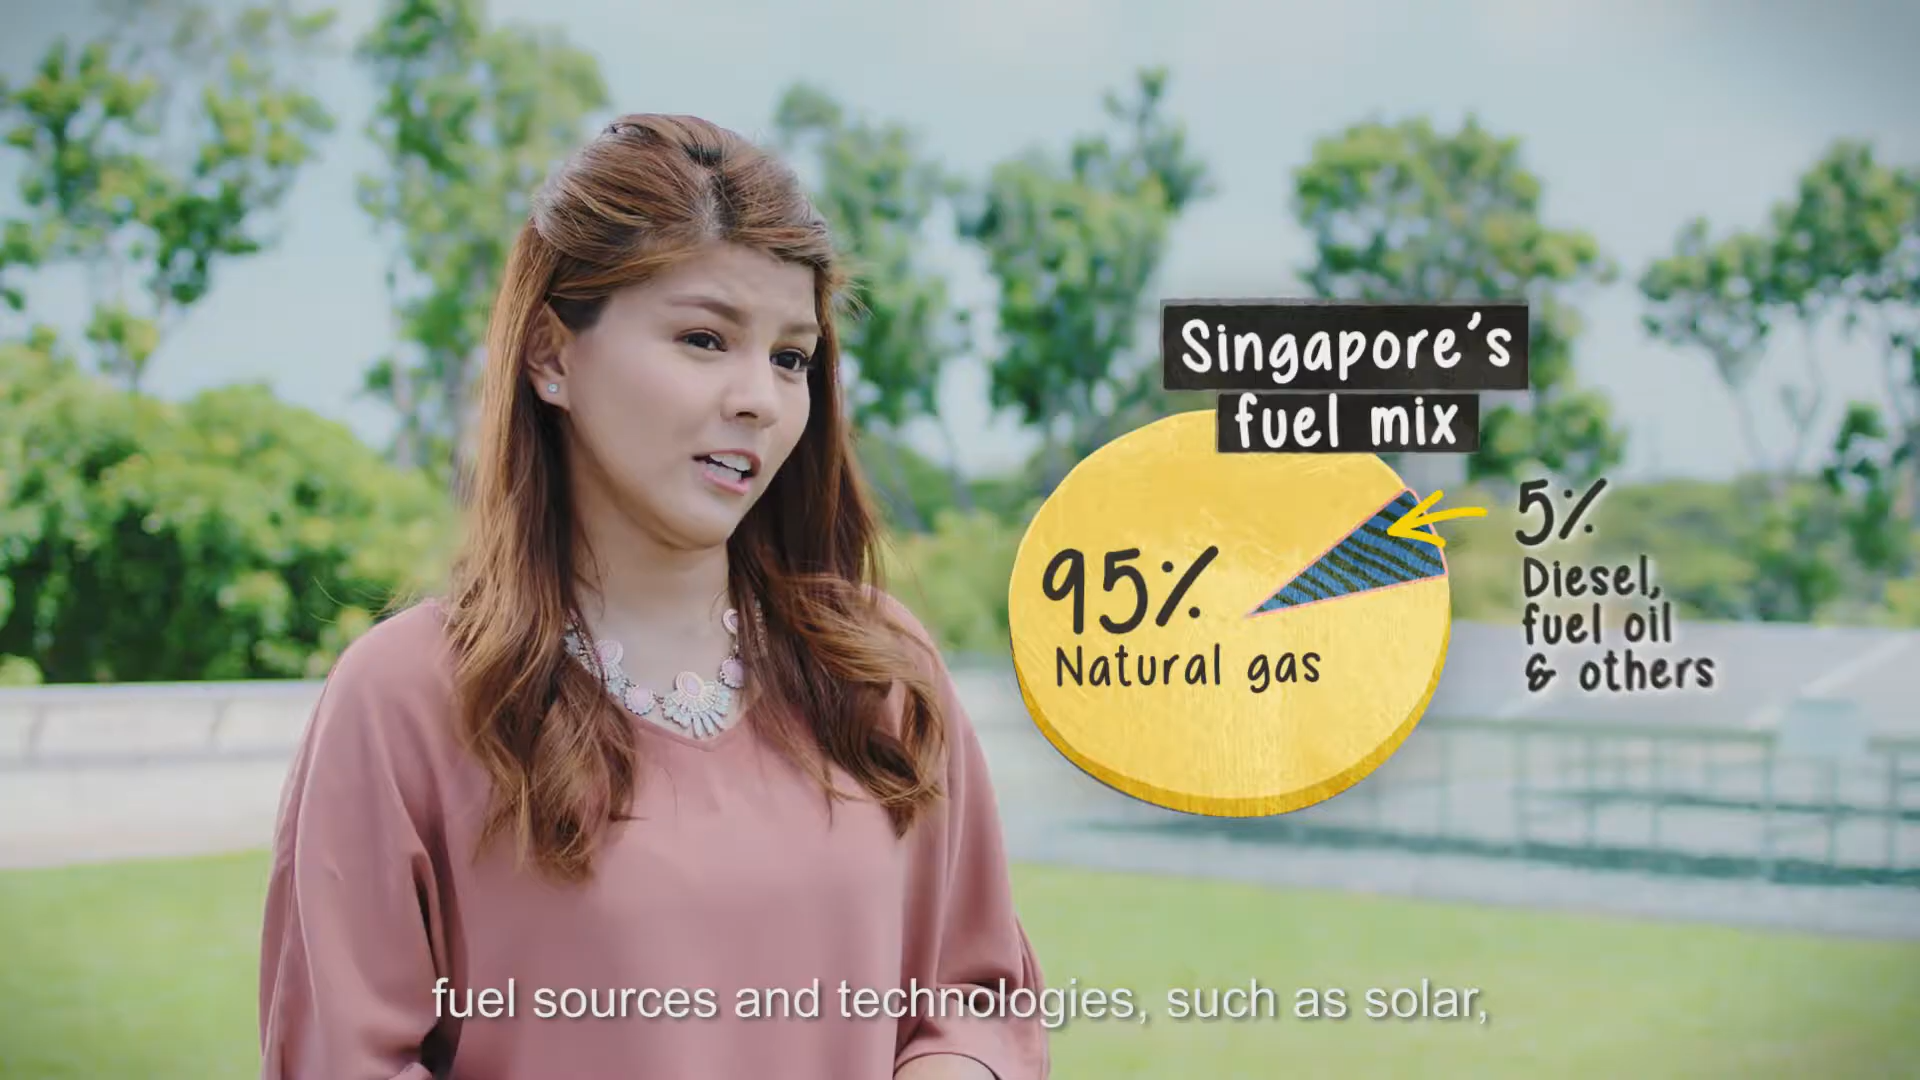 Singapore's
fuel mix
95%
Natural gas
5%
Diesel,
fuel oil
& others
fuel sources and technologies, such as solar,